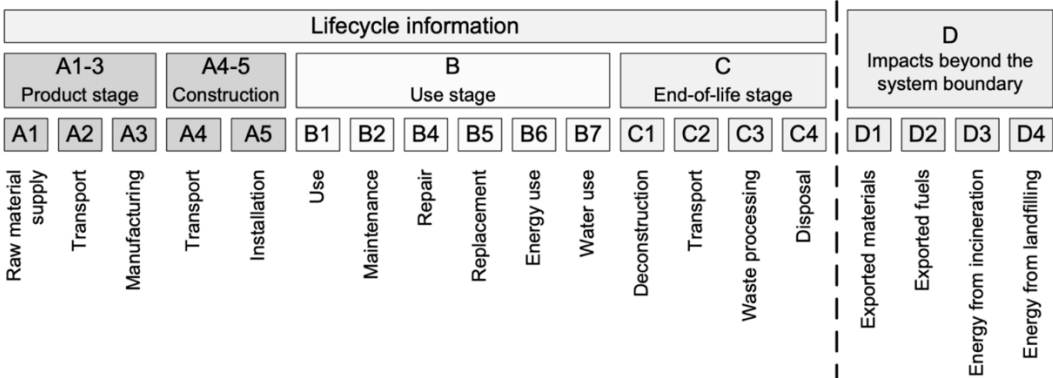 Lifecycle information
D
Impacts beyond the
system boundary
A1-3
Product stage
A4-5
Construction
B
Use stage
C
End-of-life stage
A1
A2
A3
A4
A5
B1
B2
B4
B5
B6
B7
C1
C2
C3
C4
D1
D2
D3
D4
Raw material
supply
Transport
Manufacturing
Transport
Installation
Use
Maintenance
Repair
Replacement
Energy use
Water use
Deconstruction
Transport
Waste processing
Disposal
Exported materials
Exported fuels
Energy from incineration
Energy from landfilling